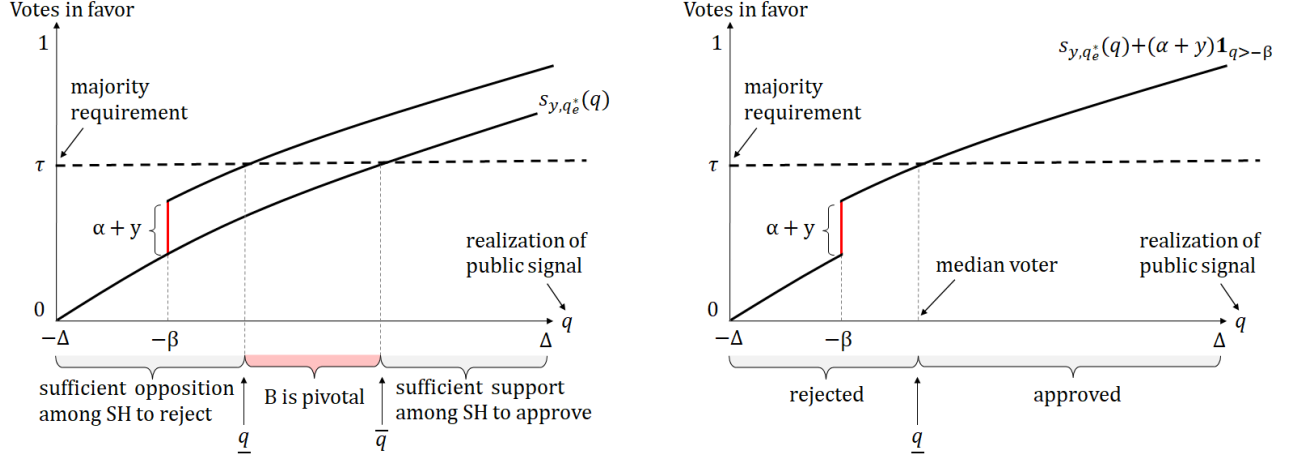 Votes in favor
1
majority
requirement
s_{y,q_e^*}(q)
τ
α + y
realization of
public signal
0
q
−Δ
−β
Δ
sufficient opposition
among SH to reject
B is pivotal
sufficient support
among SH to approve
q̲
q̅
Votes in favor
1
s_{y,q_e^*}(q)+(α + y)𝟏_{q>−β}
majority
requirement
τ
α + y
realization of
public signal
median voter
0
q
−Δ
−β
Δ
rejected
approved
q̲